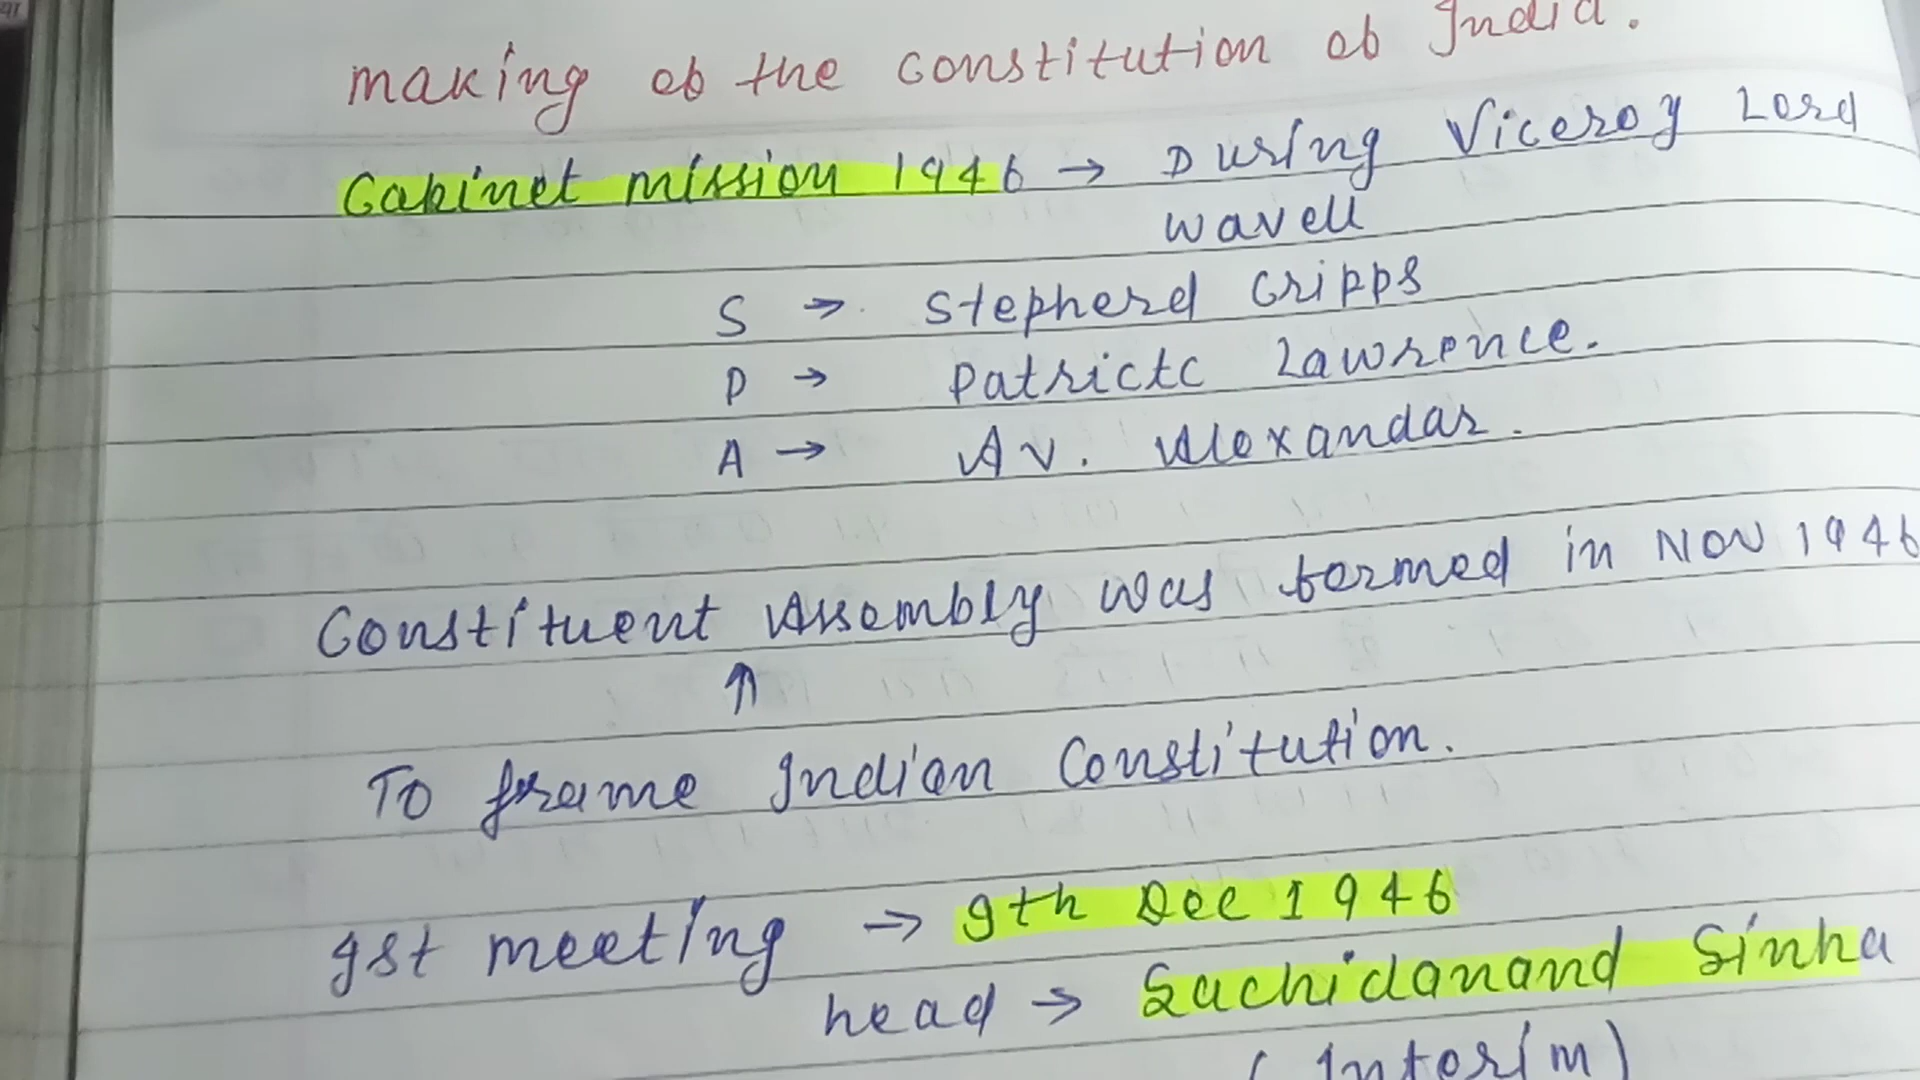 making of the constitution of India.
Cabinet mission 1946 → During Viceroy Lord
wavell
S → Stepherd Cripps
P → Patrictc Lawrence.
A → Av. Alexandar.
Constituent Assembly was formed in NOV 1946
↑
To frame Indian Constitution.
1st meeting → 9th Dec 1946
head → Sachidanand Sinha
(Interim)